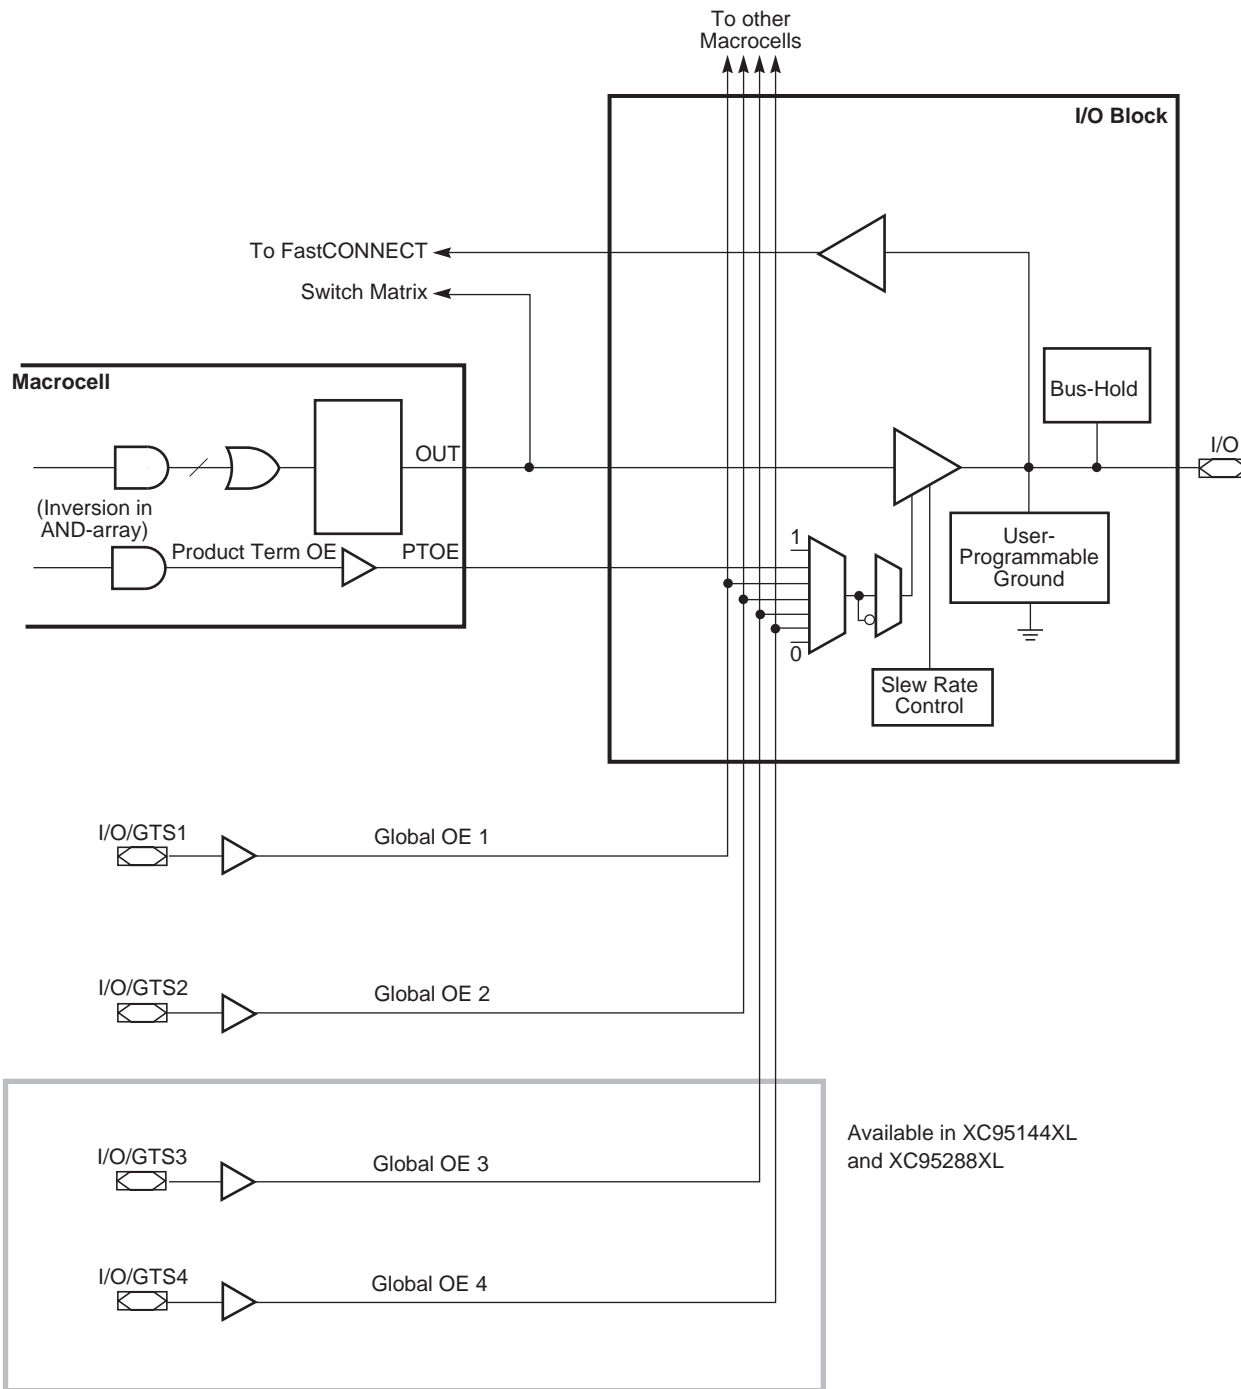 To other
Macrocells
I/O Block
To FastCONNECT
Switch Matrix
Macrocell
Bus-Hold
OUT
I/O
(Inversion in
AND-array)
Product Term OE
PTOE
1
User-
Programmable
Ground
0
Slew Rate
Control
I/O/GTS1
Global OE 1
I/O/GTS2
Global OE 2
I/O/GTS3
Global OE 3
Available in XC95144XL
and XC95288XL
I/O/GTS4
Global OE 4